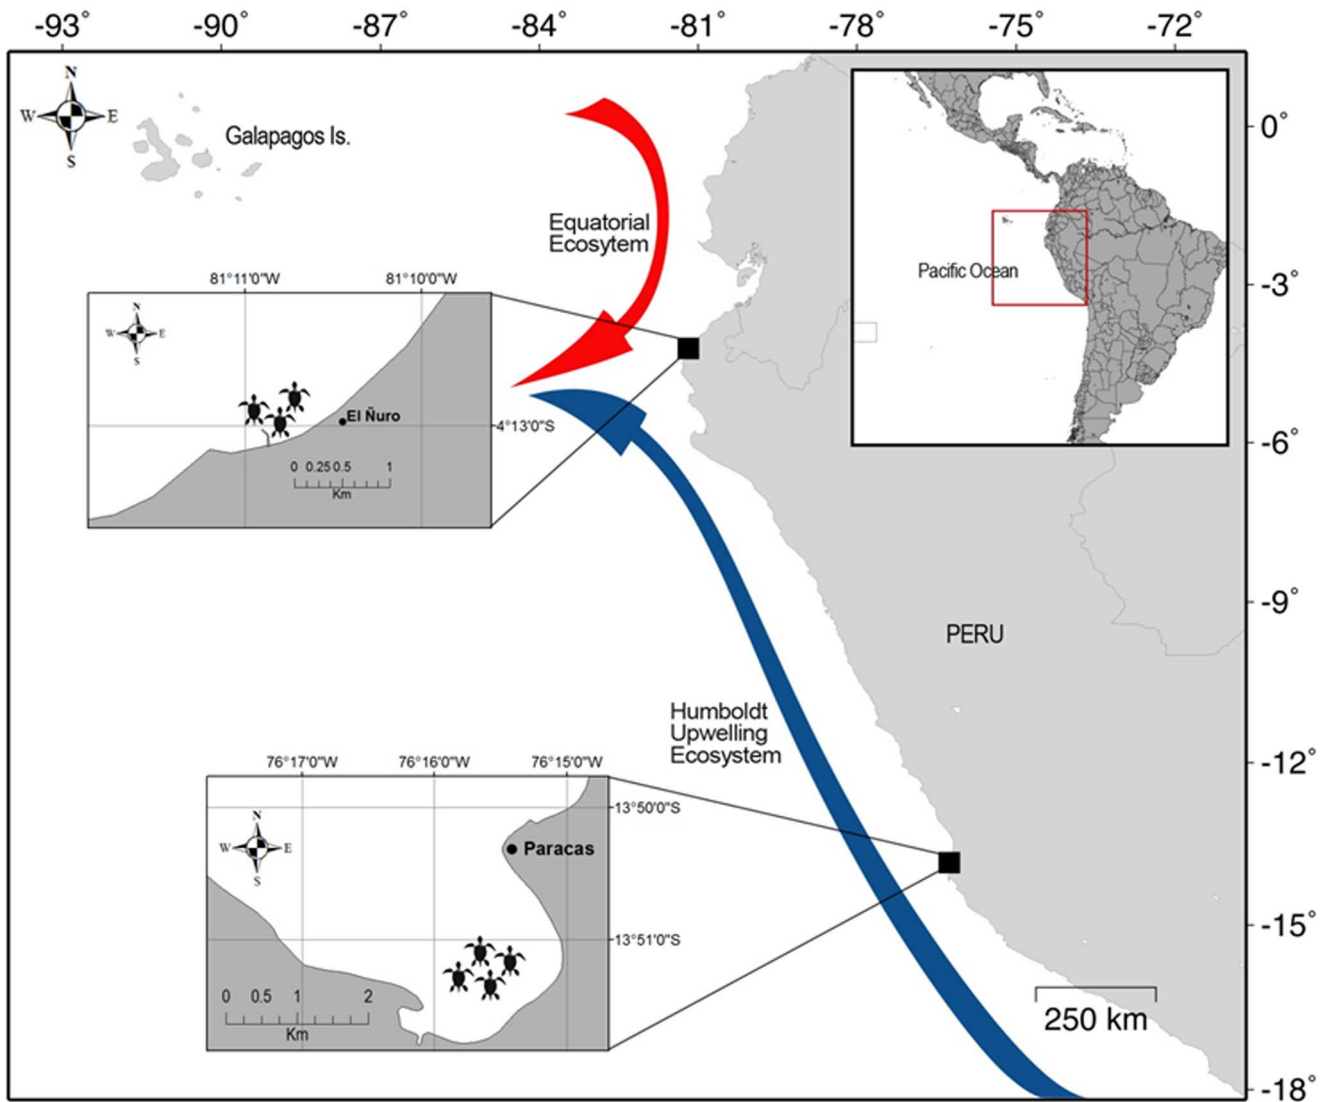 -93° -90° -87° -84° -81° -78° -75° -72°
N
W E
S
Galapagos Is.
0°
Equatorial
Ecosytem
Pacific Ocean
-3°
81°11'0"W 81°10'0"W
N
W E
S
El Ñuro
4°13'0"S
0 0.25 0.5 1
Km
-6°
-9°
PERU
Humboldt
Upwelling
Ecosystem
-12°
76°17'0"W 76°16'0"W 76°15'0"W
13°50'0"S
N
W E
S
Paracas
13°51'0"S
0 0.5 1 2
Km
-15°
250 km
-18°